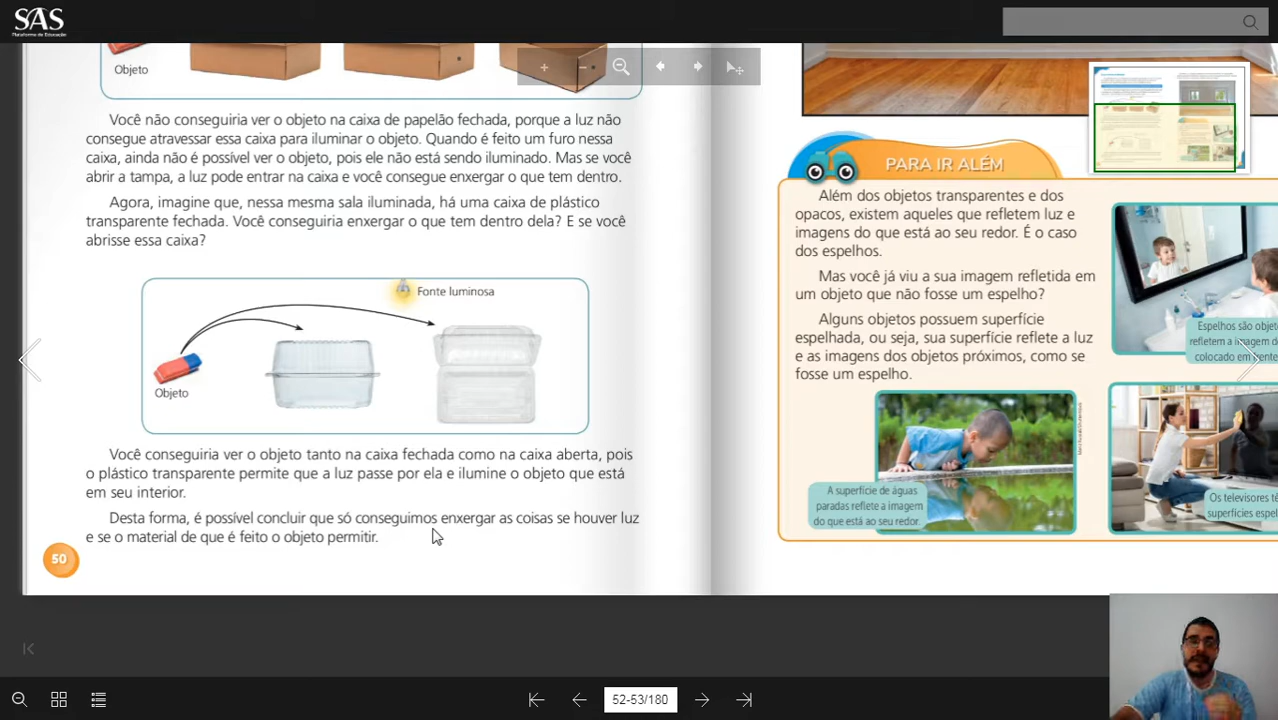 SAS
Plataforma de Educação
Objeto
Você não conseguiria ver o objeto na caixa de papelão fechada, porque a luz não
consegue atravessar essa caixa para iluminar o objeto. Quando é feito um furo nessa
caixa, ainda não é possível ver o objeto, pois ele não está sendo iluminado. Mas se você
abrir a tampa, a luz pode entrar na caixa e você consegue enxergar o que tem dentro.
Agora, imagine que, nessa mesma sala iluminada, há uma caixa de plástico
transparente fechada. Você conseguiria enxergar o que tem dentro dela? E se você
abrisse essa caixa?
Fonte luminosa
Objeto
Você conseguiria ver o objeto tanto na caixa fechada como na caixa aberta, pois
o plástico transparente permite que a luz passe por ela e ilumine o objeto que está
em seu interior.
Desta forma, é possível concluir que só conseguimos enxergar as coisas se houver luz
e se o material de que é feito o objeto permitir.
50
PARA IR ALÉM
Além dos objetos transparentes e dos
opacos, existem aqueles que refletem luz e
imagens do que está ao seu redor. É o caso
dos espelhos.
Mas você já viu a sua imagem refletida em
um objeto que não fosse um espelho?
Alguns objetos possuem superfície
espelhada, ou seja, sua superfície reflete a luz
e as imagens dos objetos próximos, como se
fosse um espelho.
Espelhos são obje
refletem a imagem d
colocado em frente
A superfície de águas
paradas reflete a imagem
do que está ao seu redor.
Os televisores tê
superfícies espel
52-53/180